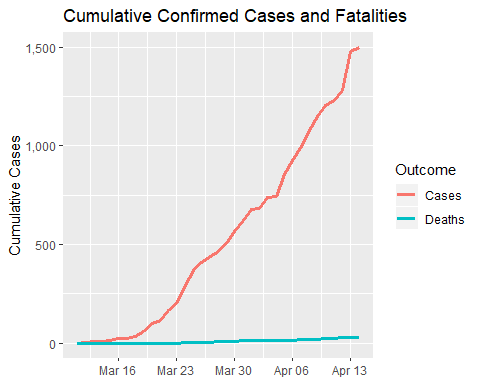 Cumulative Confirmed Cases and Fatalities
Cumulative Cases
1,500
1,000
500
0
Mar 16 Mar 23 Mar 30 Apr 06 Apr 13
Outcome
Cases
Deaths